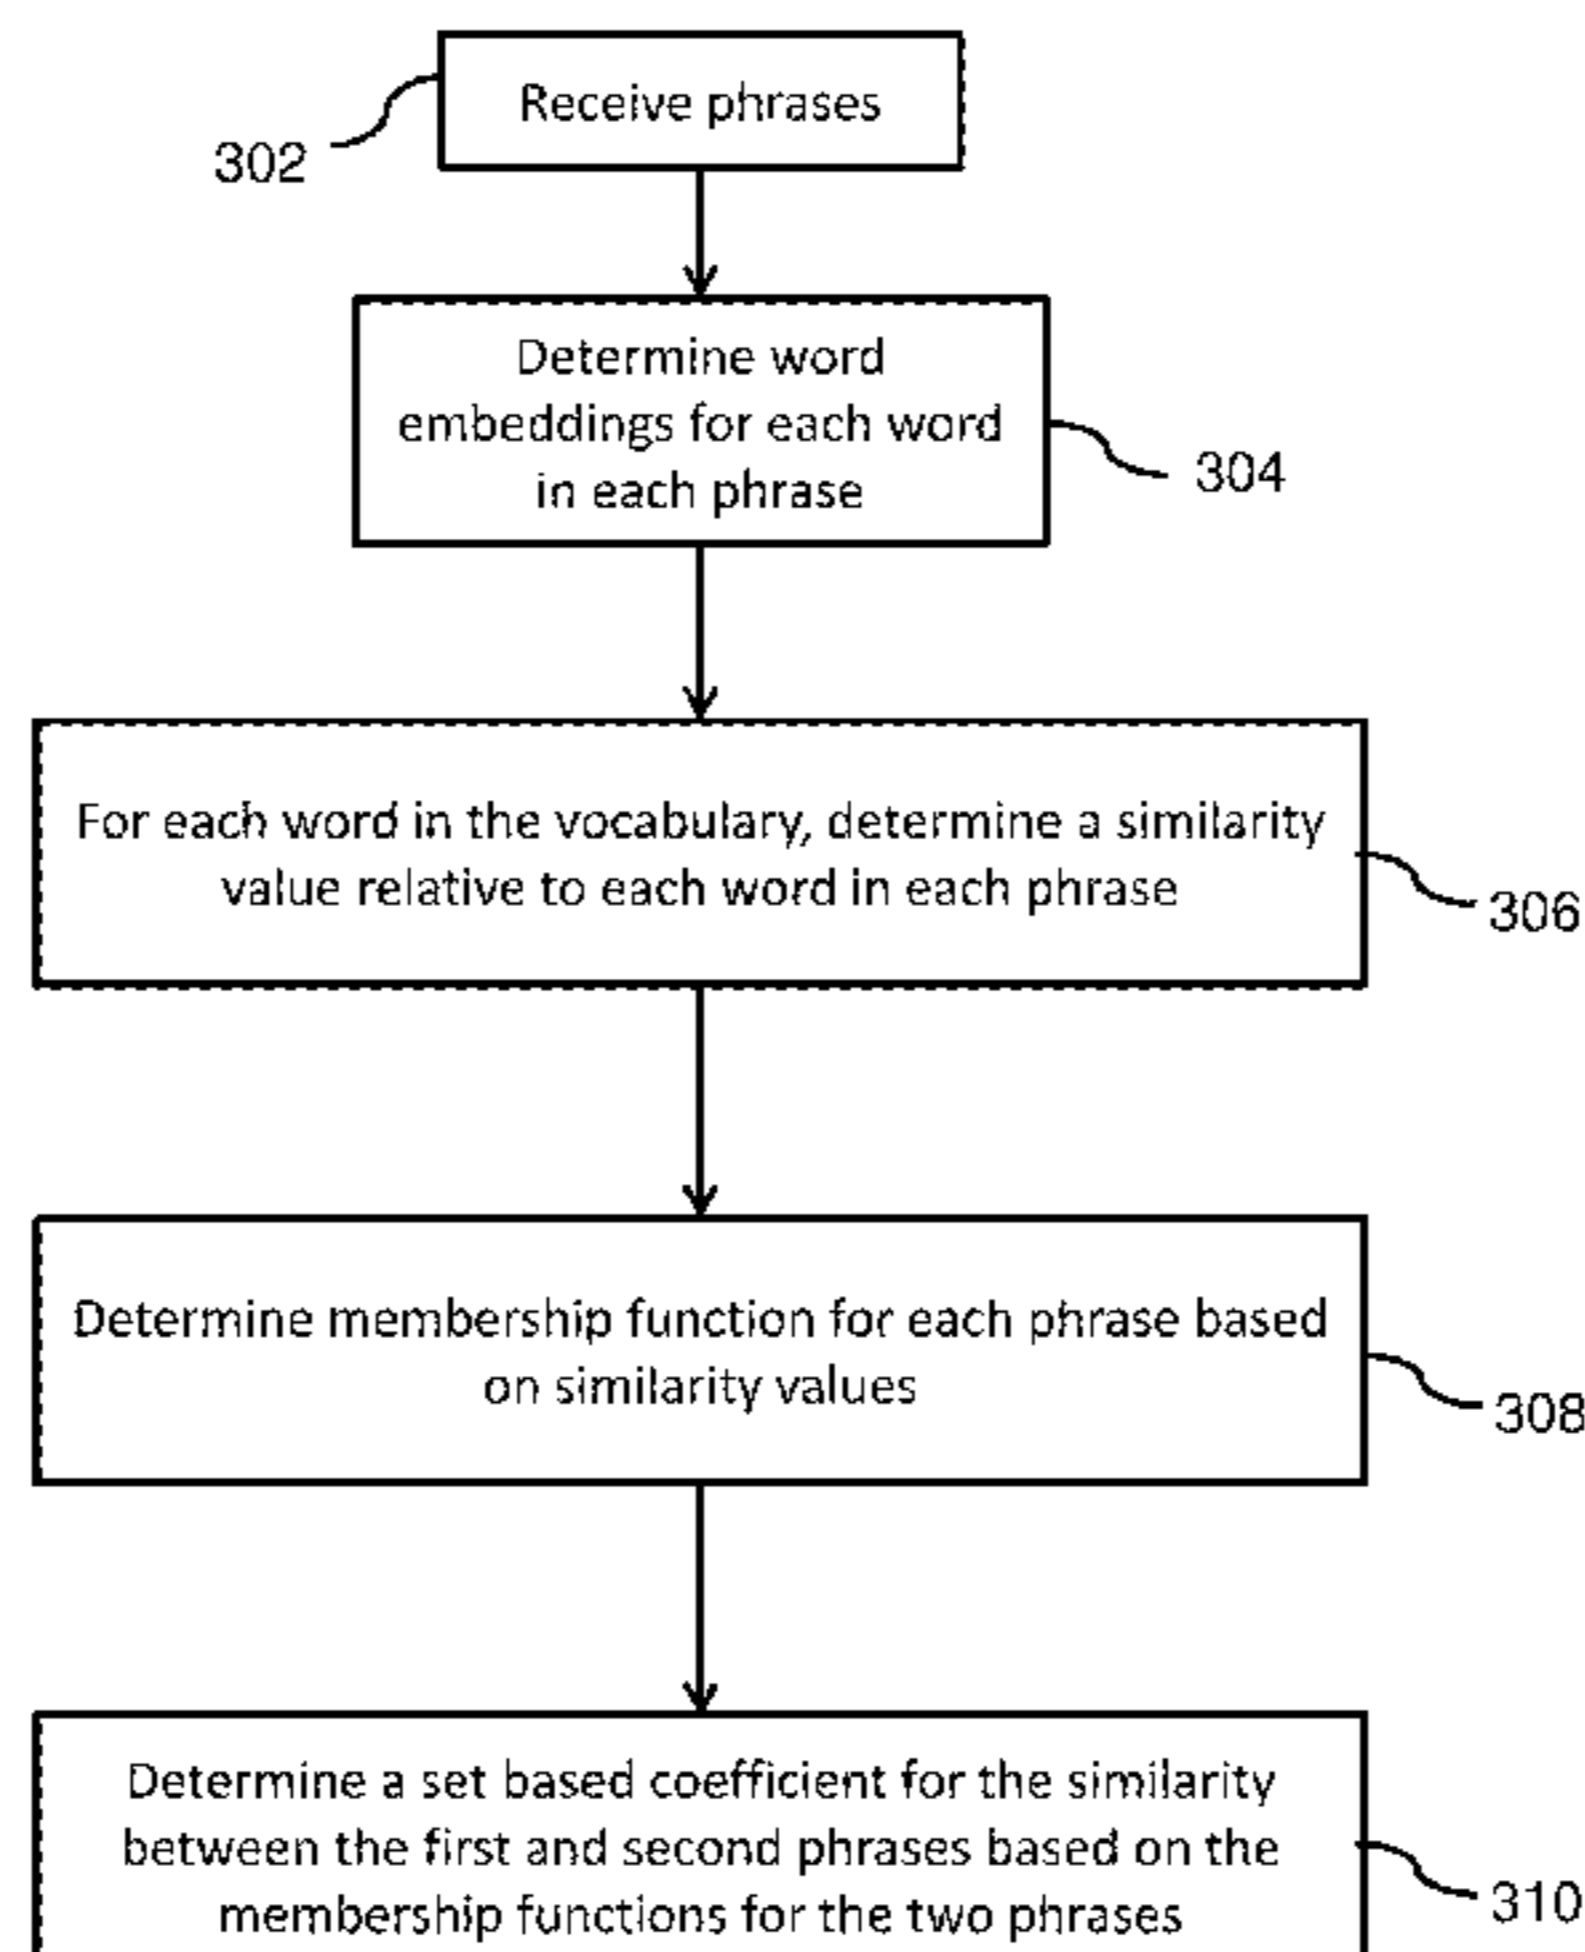 Receive phrases
302
Determine word
embeddings for each word
in each phrase
304
For each word in the vocabulary, determine a similarity
value relative to each word in each phrase
306
Determine membership function for each phrase based
on similarity values
308
Determine a set based coefficient for the similarity
between the first and second phrases based on the
membership functions for the two phrases
310